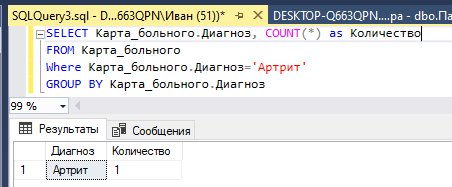 SQLQuery3.sql - D...663QPN\Иван (51))*
DESKTOP-Q663QPN....pa - dbo.Па
SELECT Карта_больного.Диагноз, COUNT(*) as Количество
FROM Карта_больного
Where Карта_больного.Диагноз='Артрит'
GROUP BY Карта_больного.Диагноз
99 %
Результаты Сообщения
Диагноз Количество
1 Артрит 1